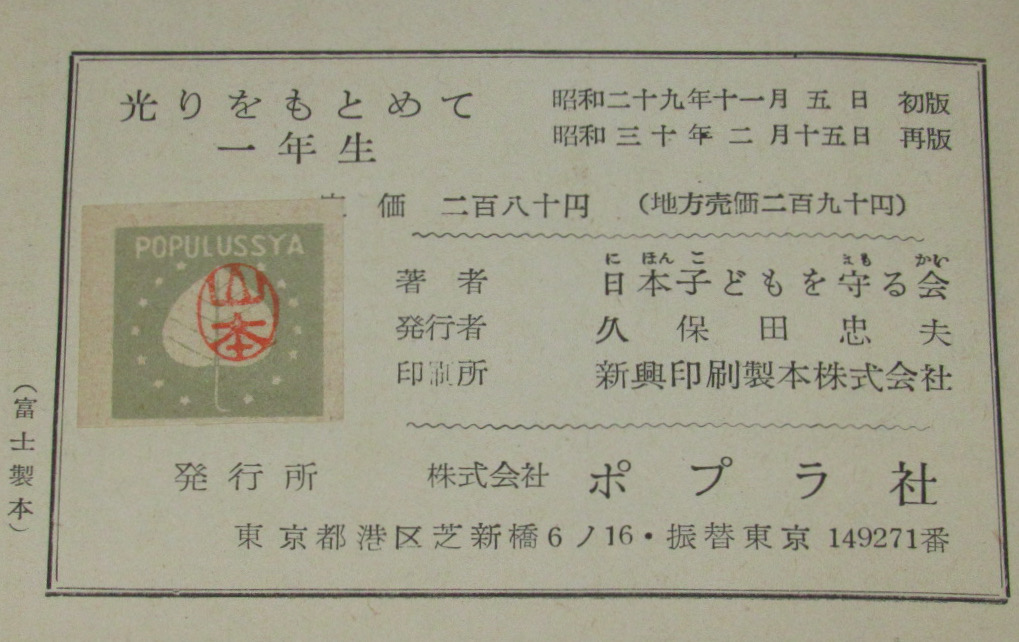 光りをもとめて
一年生
昭和二十九年十一月五日 初版
昭和三十年二月十五日 再版
価 二百八十円 (地方売価二百九十円)
POPULUSSYA
山本
にほんこ えも かい
著者 日本子どもを守る会
発行者 久保田忠夫
印刷所 新興印刷製本株式会社
発行所 株式会社 ポプラ社
東京都港区芝新橋6ノ16・振替東京 149271番
(富士製本)